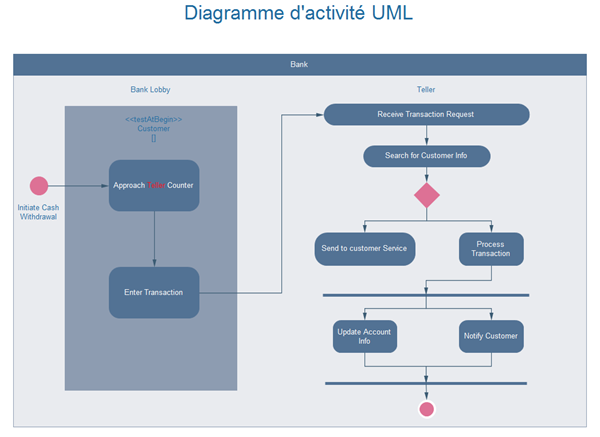 Diagramme d'activité UML
Bank
Bank Lobby
Teller
<<testAtBegin>>
Customer
[]
Approach Teller Counter
Enter Transaction
Initiate Cash
Withdrawal
Receive Transaction Request
Search for Customer Info
Send to customer Service
Process
Transaction
Update Account
Info
Notify Customer